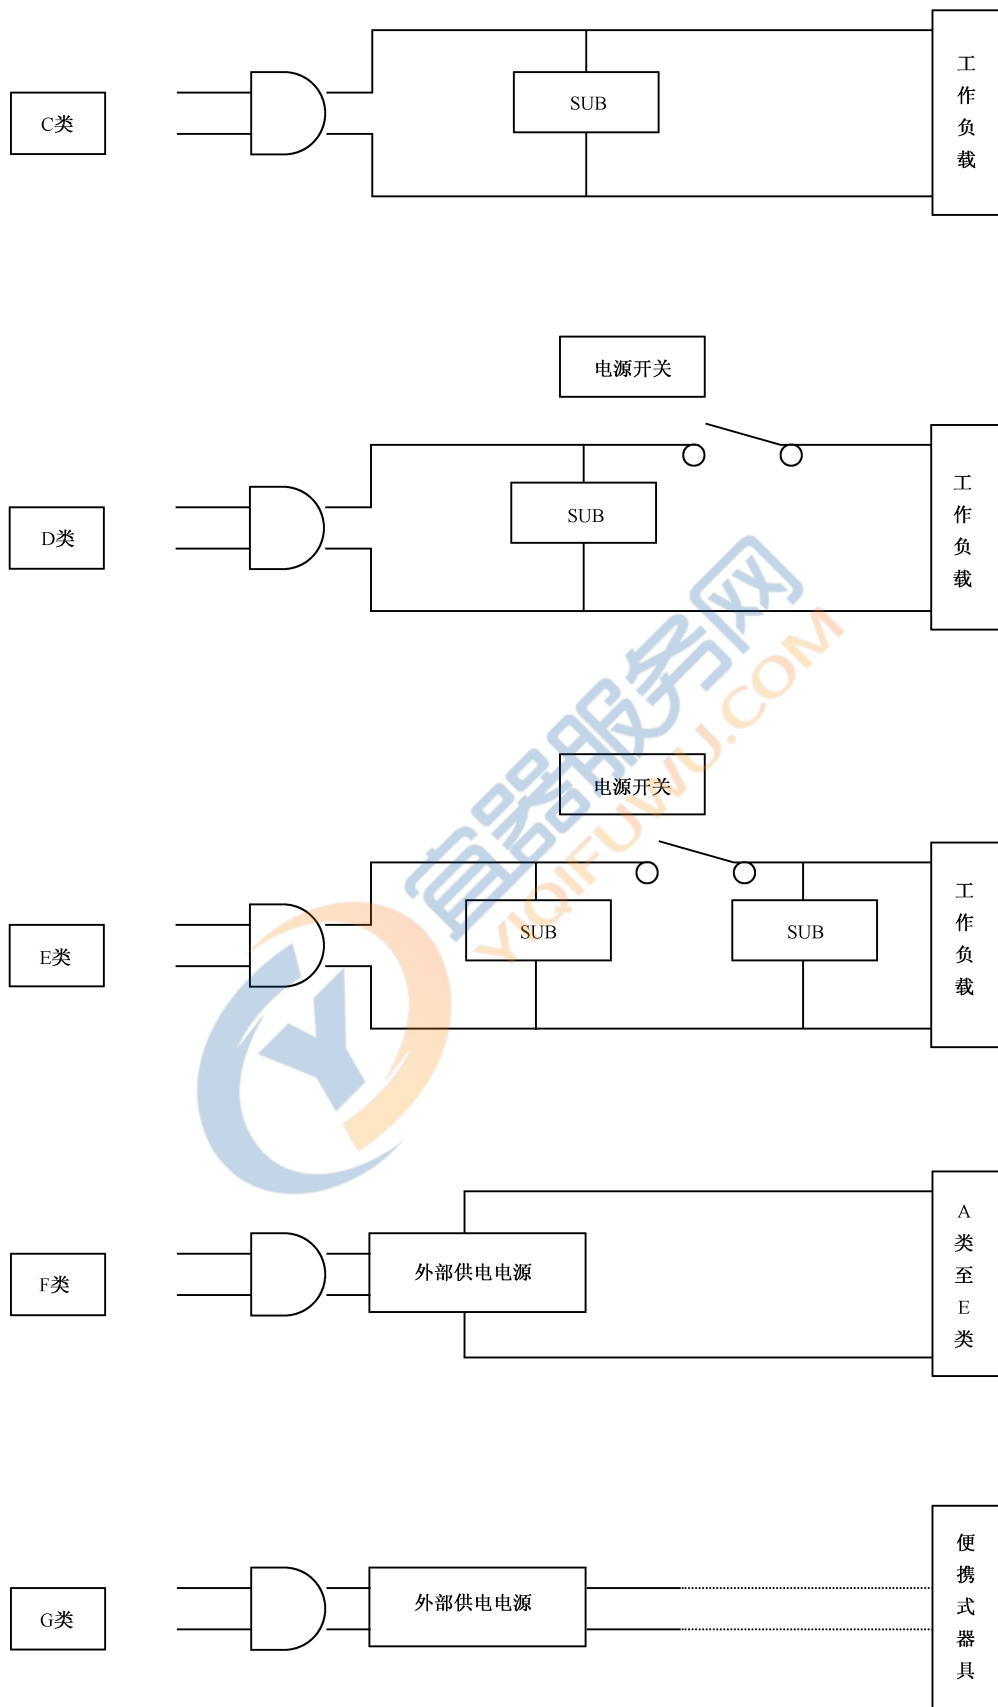 C类
SUB
工作负载
电源开关
D类
SUB
工作负载
电源开关
E类
SUB
SUB
工作负载
F类
外部供电电源
A类至E类
G类
外部供电电源
便携式器具
仪器服务网
YIQIFUWU.COM